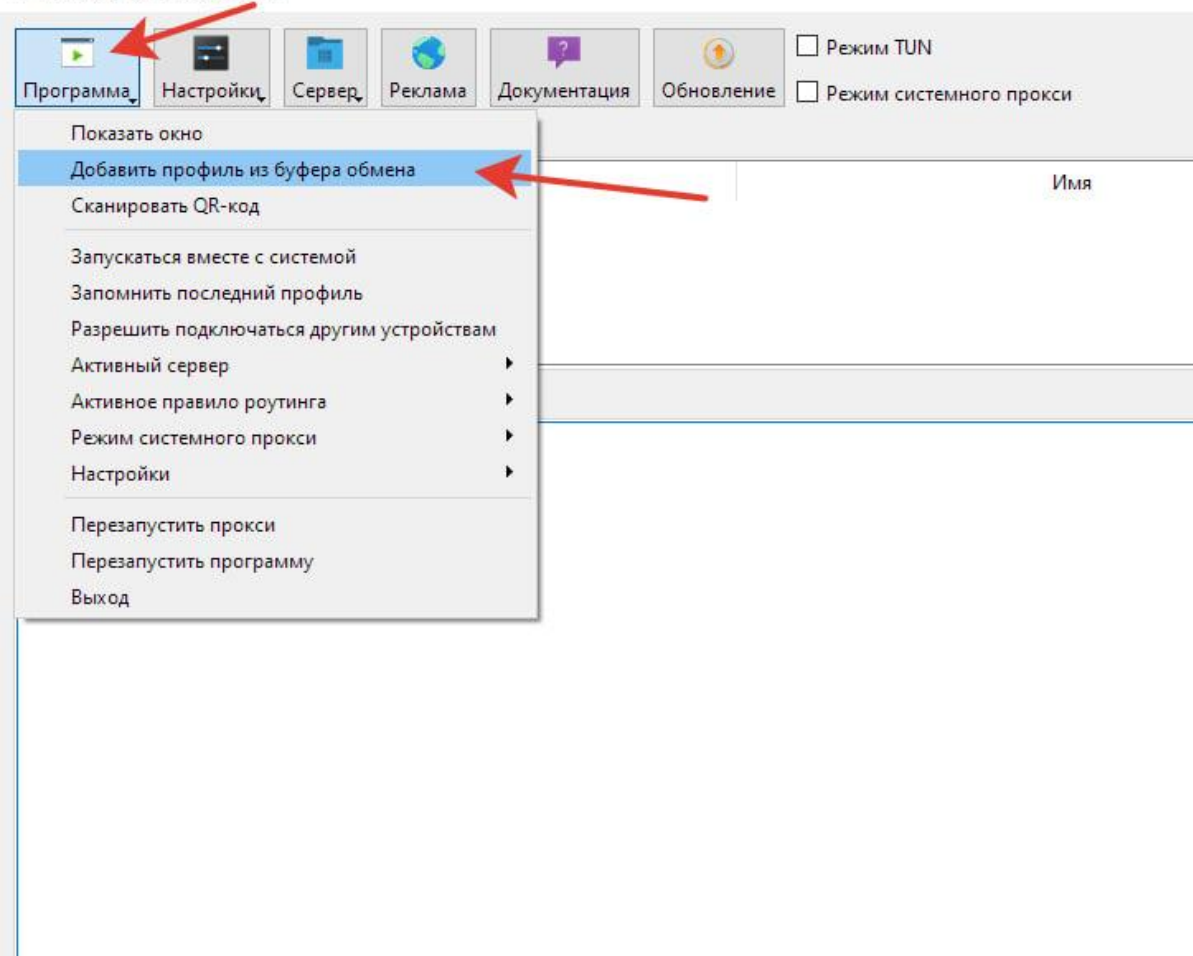 Режим TUN
Программа Настройки Сервер Реклама Документация Обновление Режим системного прокси
Показать окно
Добавить профиль из буфера обмена
Имя
Сканировать QR-код
Запускаться вместе с системой
Запомнить последний профиль
Разрешить подключаться другим устройствам
Активный сервер
Активное правило роутинга
Режим системного прокси
Настройки
Перезапустить прокси
Перезапустить программу
Выход